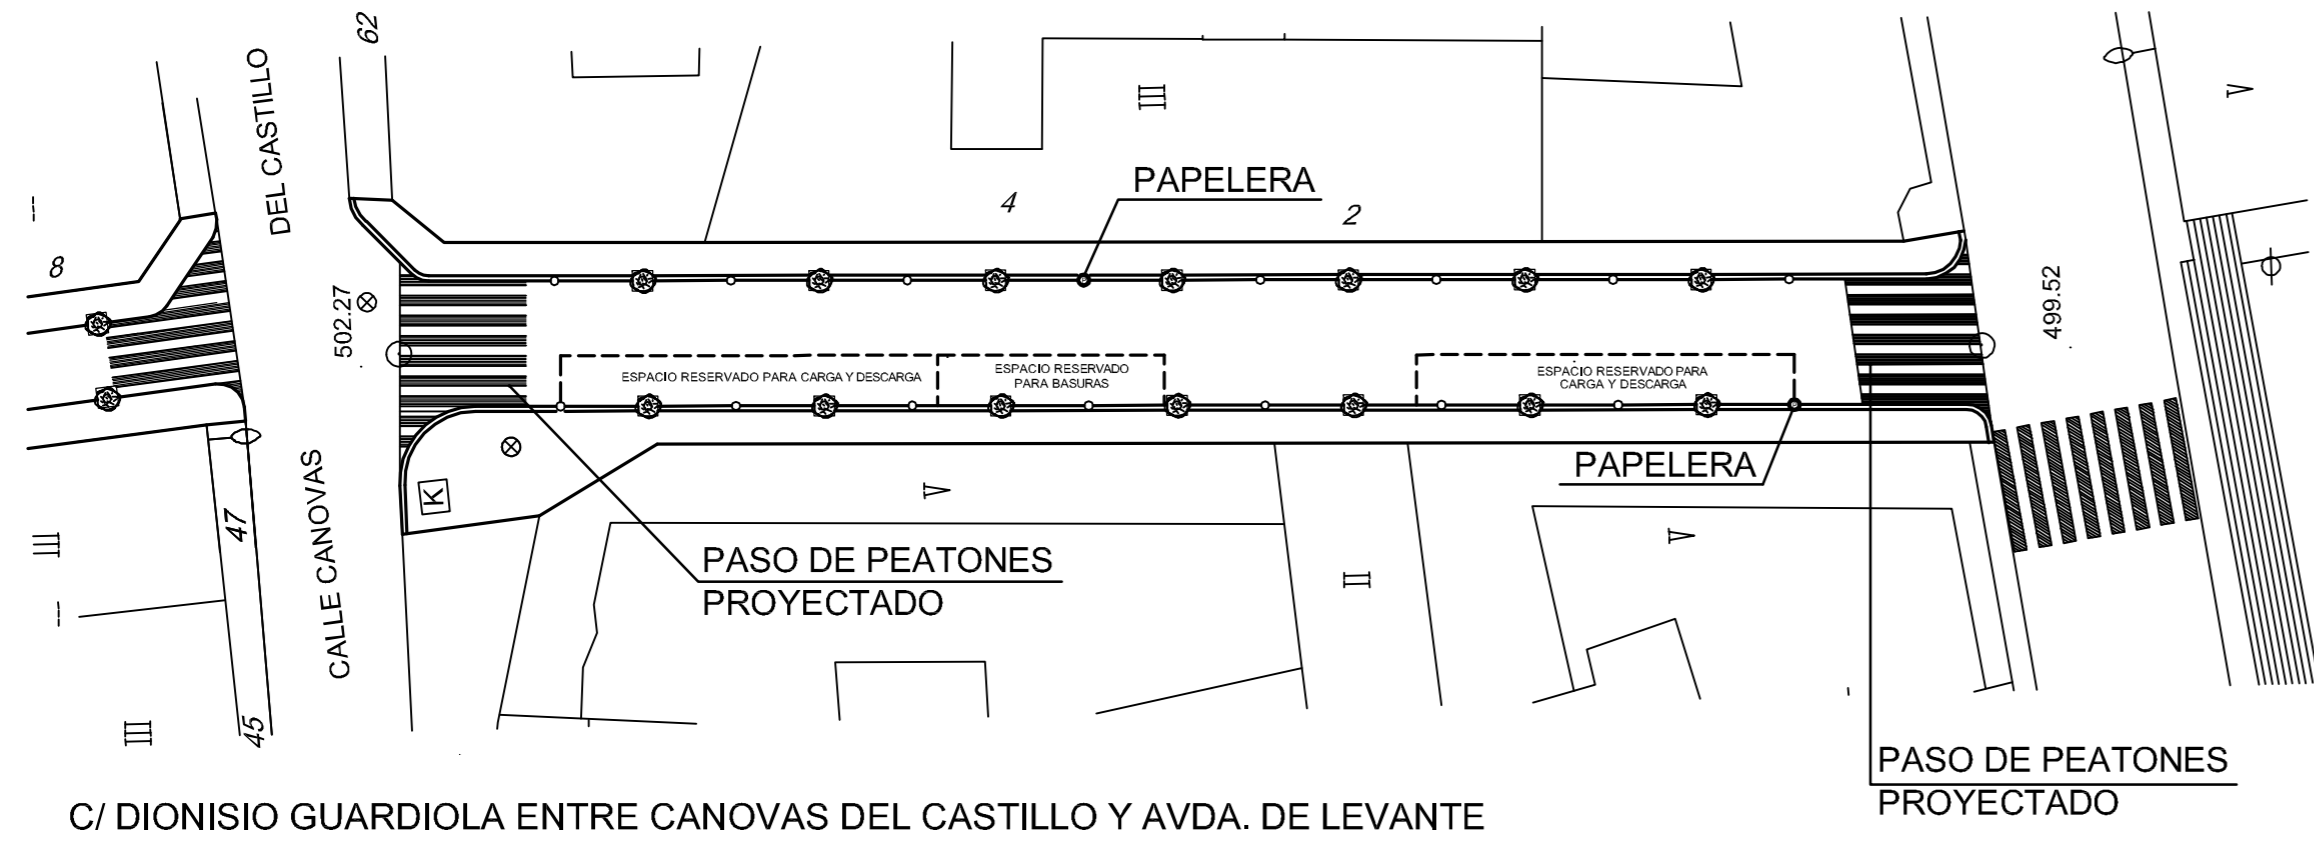 62
DEL CASTILLO
III
PAPELERA
4
2
V
8
502.27
499.52
ESPACIO RESERVADO PARA CARGA Y DESCARGA
ESPACIO RESERVADO
PARA BASURAS
ESPACIO RESERVADO PARA
CARGA Y DESCARGA
PAPELERA
K
V
V
47
III
II
CALLE CANOVAS
PASO DE PEATONES
PROYECTADO
45
III
PASO DE PEATONES
PROYECTADO
C/ DIONISIO GUARDIOLA ENTRE CANOVAS DEL CASTILLO Y AVDA. DE LEVANTE